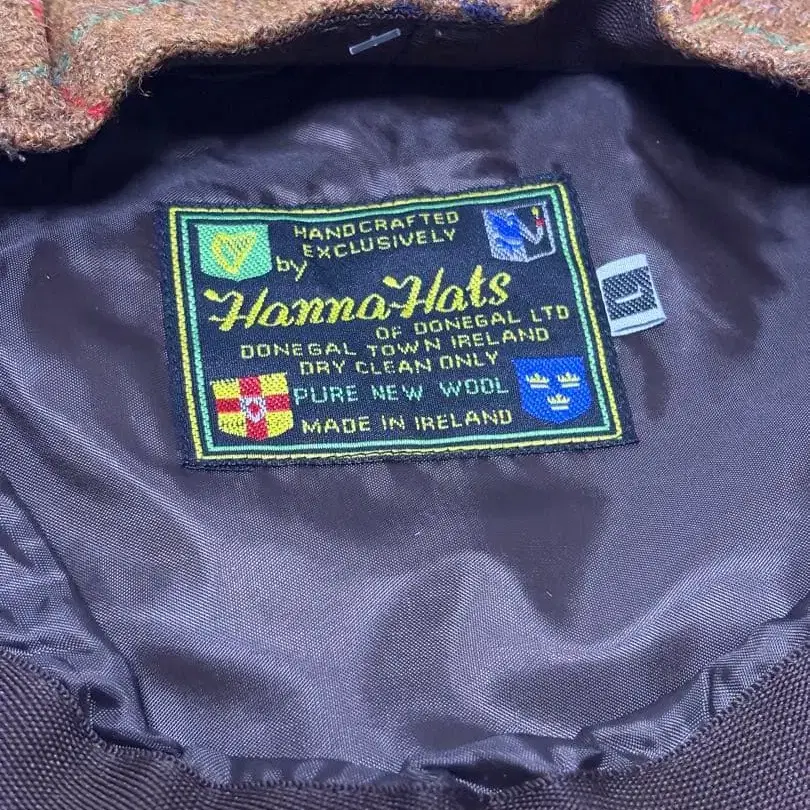 HANDCRAFTED
EXCLUSIVELY
by
Hanna Hats
OF DONEGAL LTD
DONEGAL TOWN IRELAND
DRY CLEAN ONLY
PURE NEW WOOL
MADE IN IRELAND
L